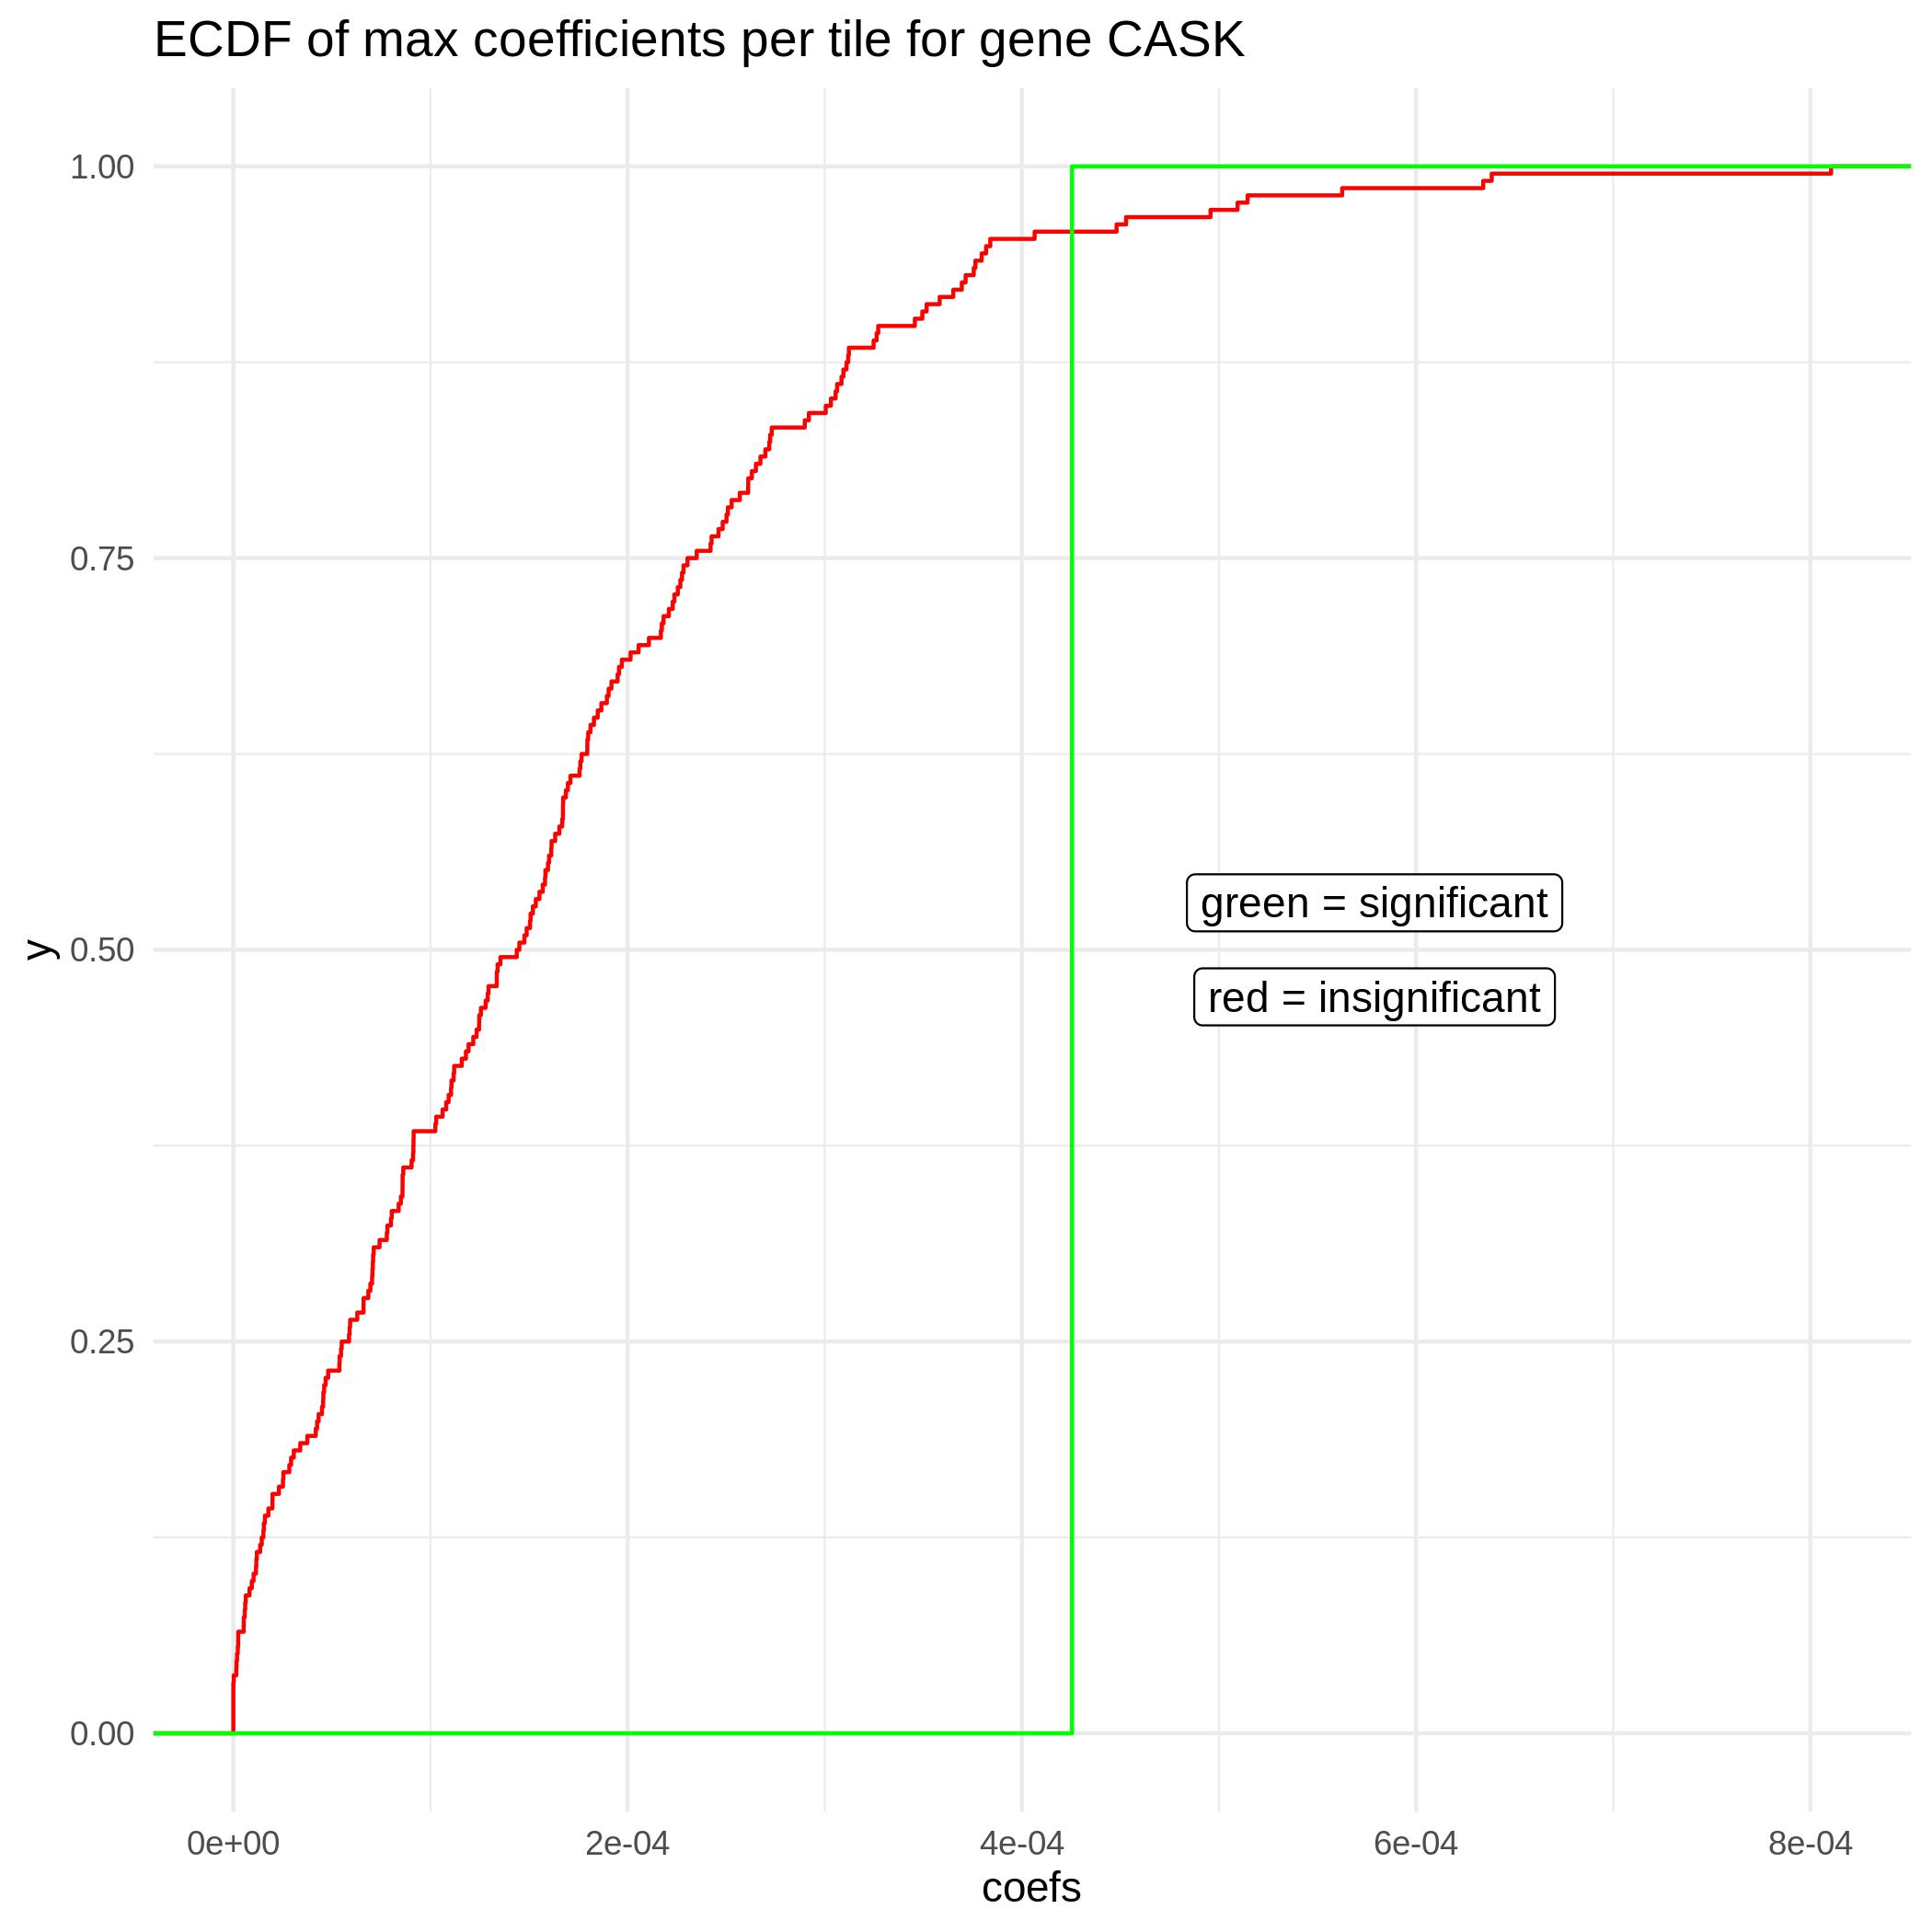 ECDF of max coefficients per tile for gene CASK
1.00
0.75
0.50
0.25
0.00
y
green = significant
red = insignificant
0e+00
2e-04
4e-04
6e-04
8e-04
coefs